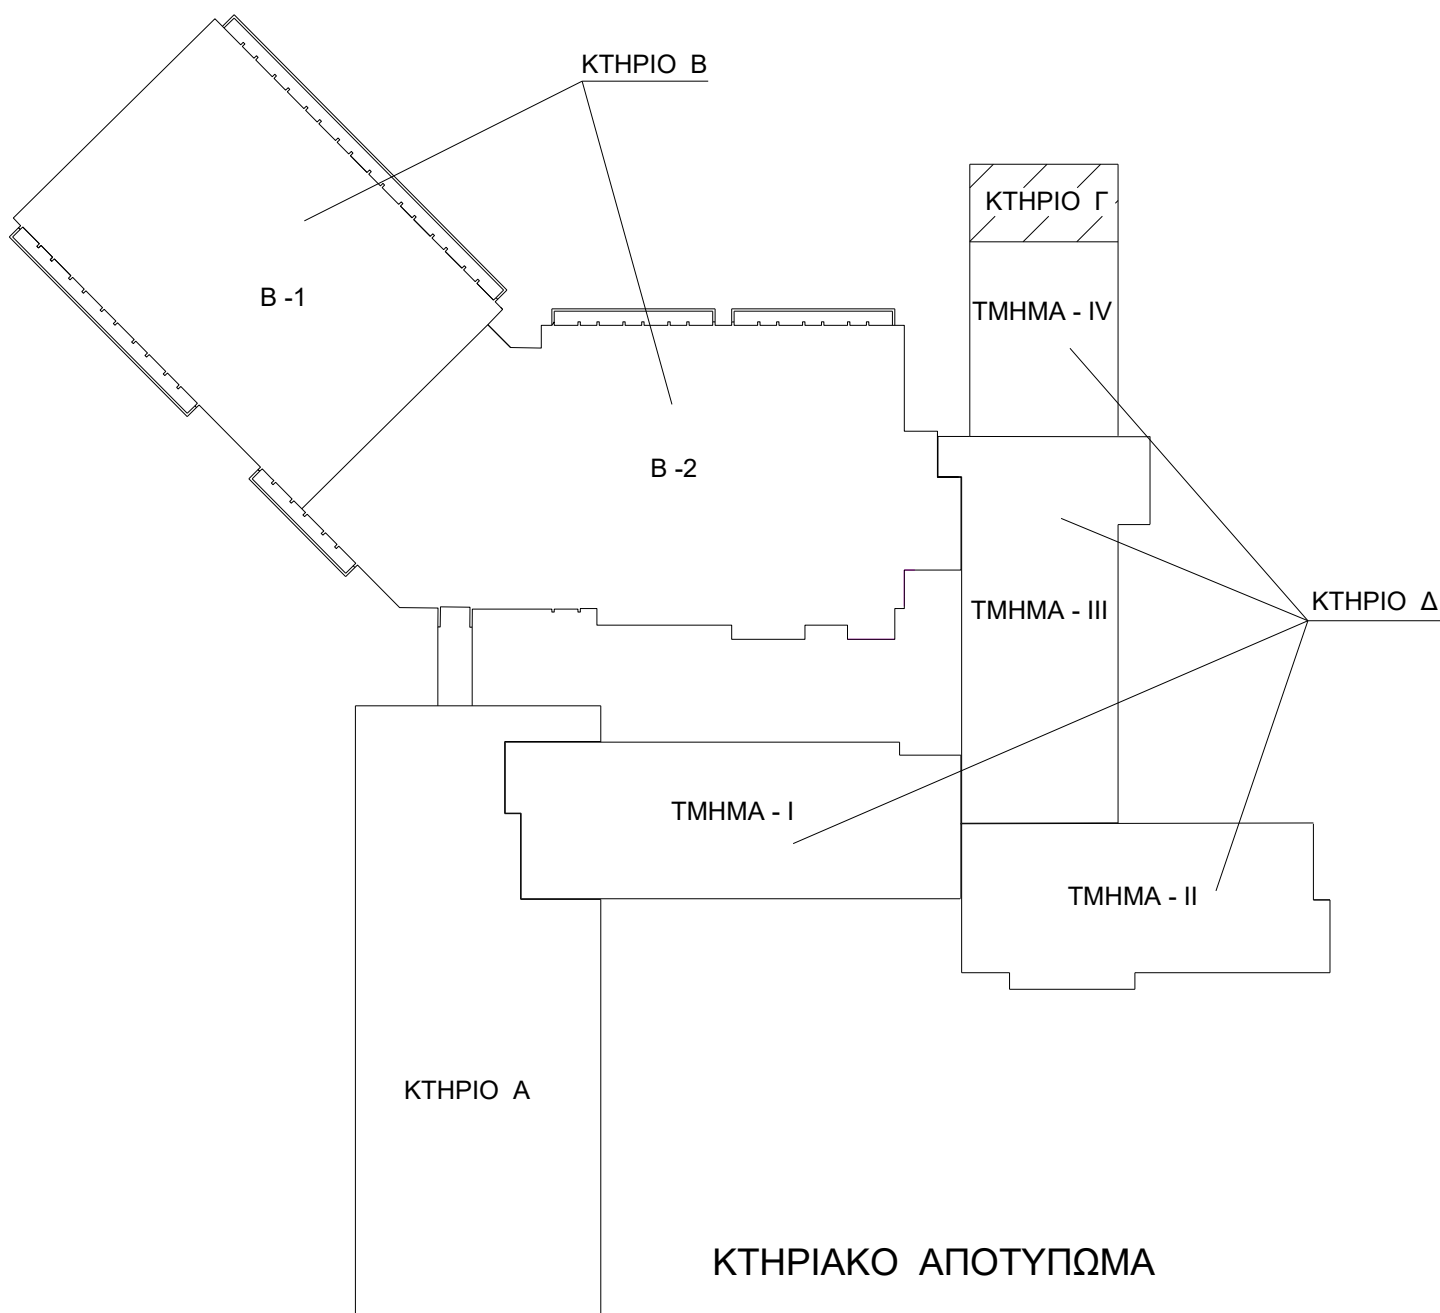 ΚΤΗΡΙΟ Β
ΚΤΗΡΙΟ Γ
Β -1
ΤΜΗΜΑ - IV
Β -2
ΚΤΗΡΙΟ Δ
ΤΜΗΜΑ - III
ΤΜΗΜΑ - I
ΤΜΗΜΑ - II
ΚΤΗΡΙΟ Α
ΚΤΗΡΙΑΚΟ ΑΠΟΤΥΠΩΜΑ